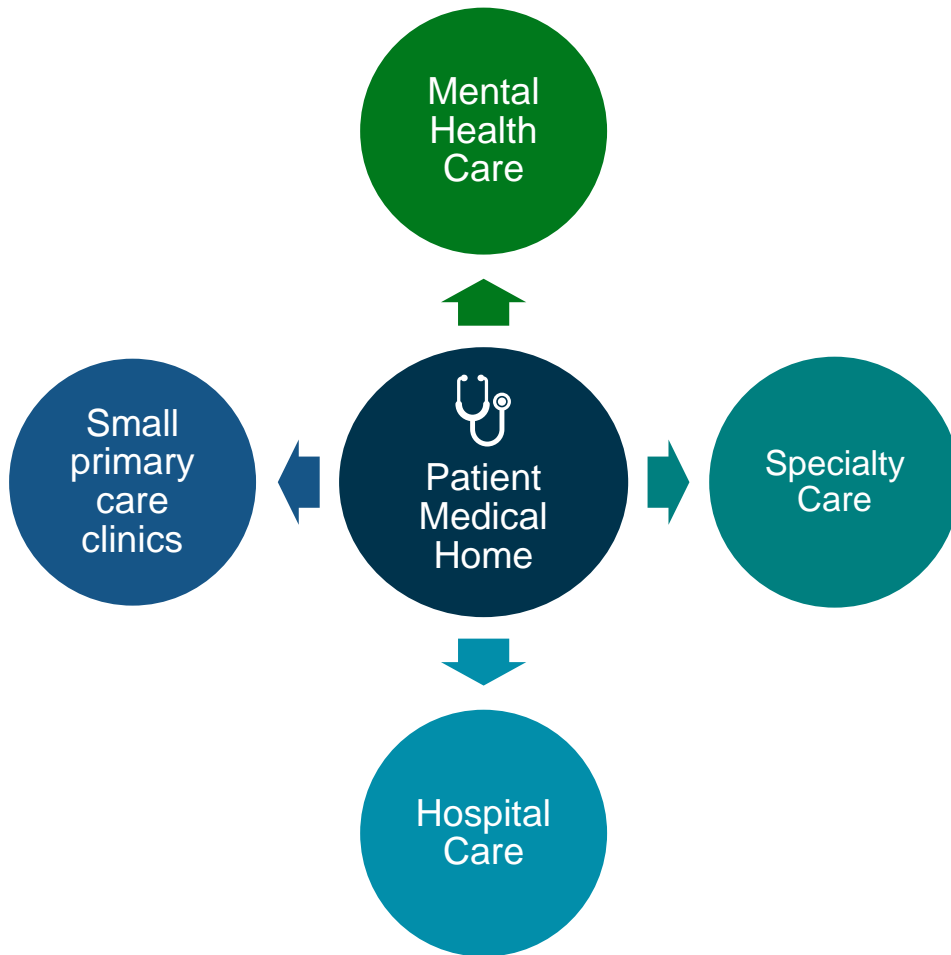 Mental
Health
Care
Small
primary
care
clinics
Patient
Medical
Home
Specialty
Care
Hospital
Care